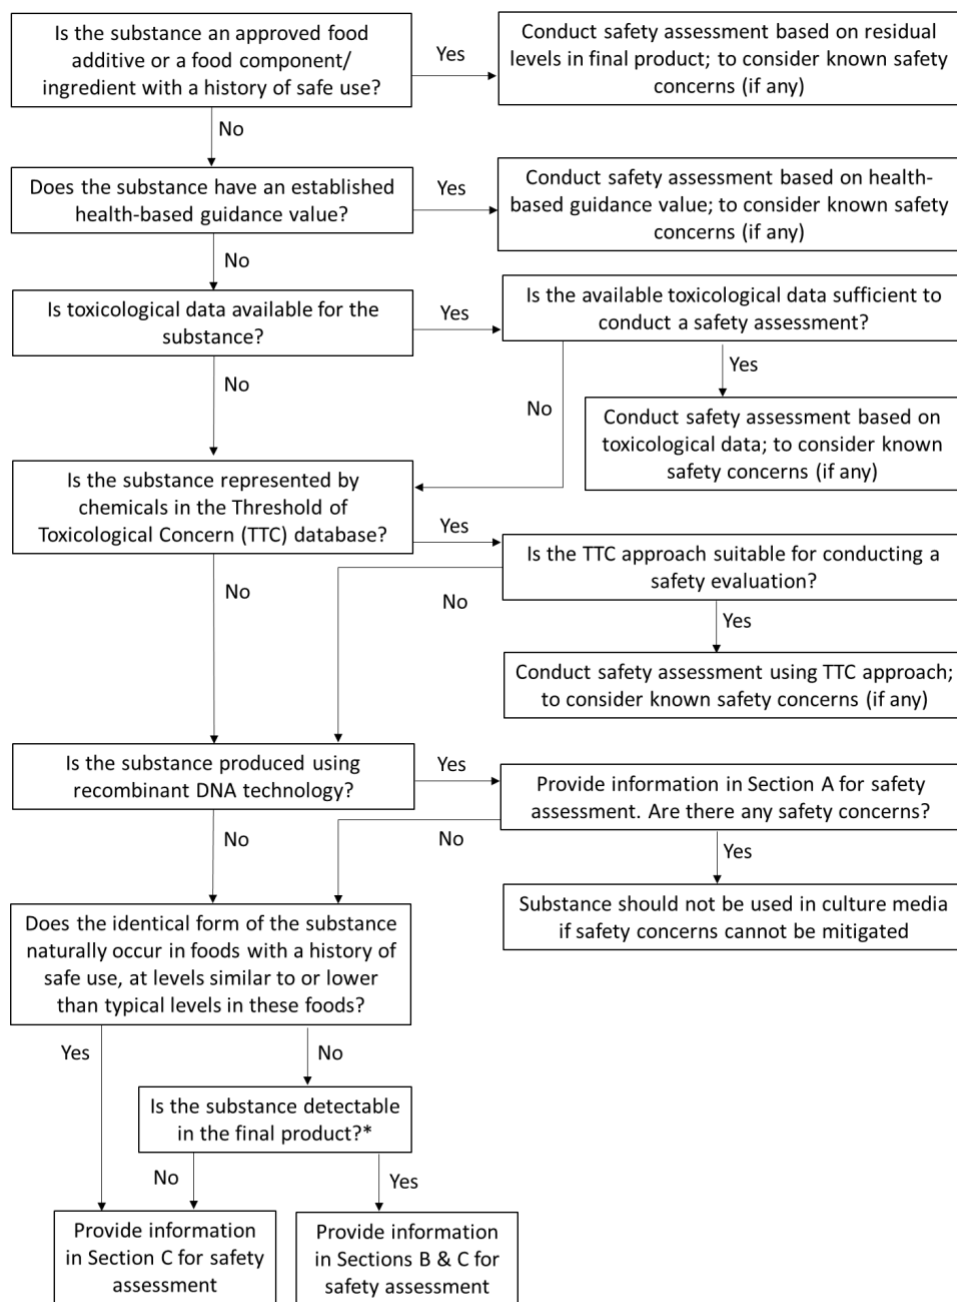 Is the substance an approved food
additive or a food component/
ingredient with a history of safe use?
Yes
Conduct safety assessment based on residual
levels in final product; to consider known safety
concerns (if any)
No
Does the substance have an established
health-based guidance value?
Yes
Conduct safety assessment based on health-
based guidance value; to consider known safety
concerns (if any)
No
Is toxicological data available for the
substance?
Yes
Is the available toxicological data sufficient to
conduct a safety assessment?
No
No
Yes
Conduct safety assessment based on
toxicological data; to consider known
safety concerns (if any)
Is the substance represented by
chemicals in the Threshold of
Toxicological Concern (TTC) database?
Yes
Is the TTC approach suitable for conducting a
safety evaluation?
No
No
Yes
Conduct safety assessment using TTC approach;
to consider known safety concerns (if any)
Is the substance produced using
recombinant DNA technology?
Yes
Provide information in Section A for safety
assessment. Are there any safety concerns?
No
No
Yes
Substance should not be used in culture media
if safety concerns cannot be mitigated
Does the identical form of the substance
naturally occur in foods with a history of
safe use, at levels similar to or lower
than typical levels in these foods?
Yes
No
Is the substance detectable
in the final product?*
No
Yes
Provide information
in Section C for safety
assessment
Provide information
in Sections B & C for
safety assessment